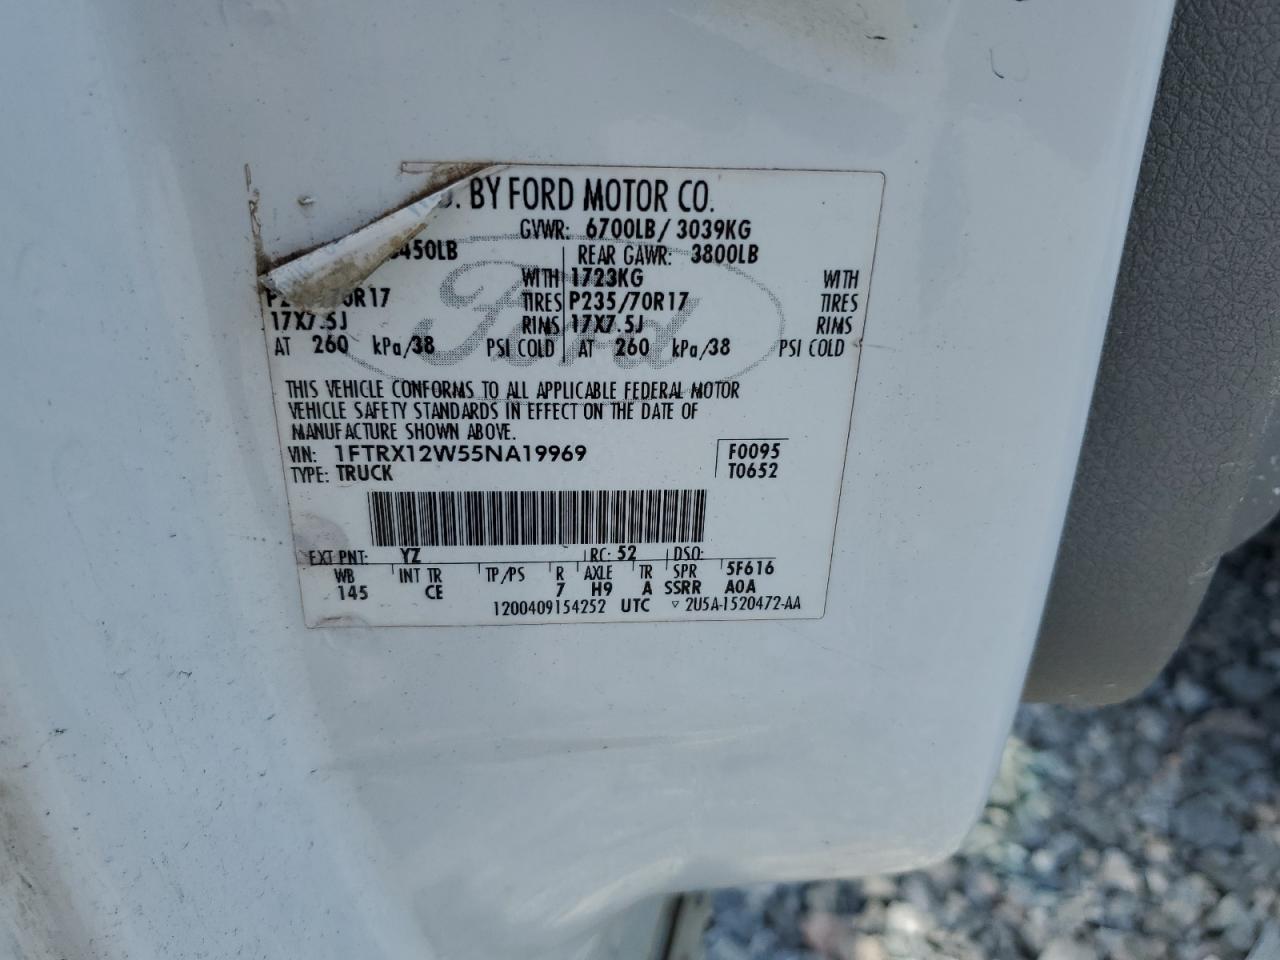 . BY FORD MOTOR CO.
GVWR: 6700LB/ 3039KG
450LB REAR GAWR: 3800LB
WITH 1723KG WITH
70R17 TIRES P235/70R17 TIRES
17X7.5J RIMS 17X7.5J RIMS
AT 260 kPa/38 PSI COLD AT 260 kPa/38 PSI COLD
Ford
THIS VEHICLE CONFORMS TO ALL APPLICABLE FEDERAL MOTOR
VEHICLE SAFETY STANDARDS IN EFFECT ON THE DATE OF
MANUFACTURE SHOWN ABOVE.
VIN: 1FTRX12W55NA19969 F0095
TYPE: TRUCK T0652
EXT PNT: YZ RC: 52 DSO:
WB INT TR TP/PS R AXLE TR SPR 5F616
145 CE 7 H9 A SSRR A0A
1200409154252 UTC ▽ 2U5A-1520472-AA